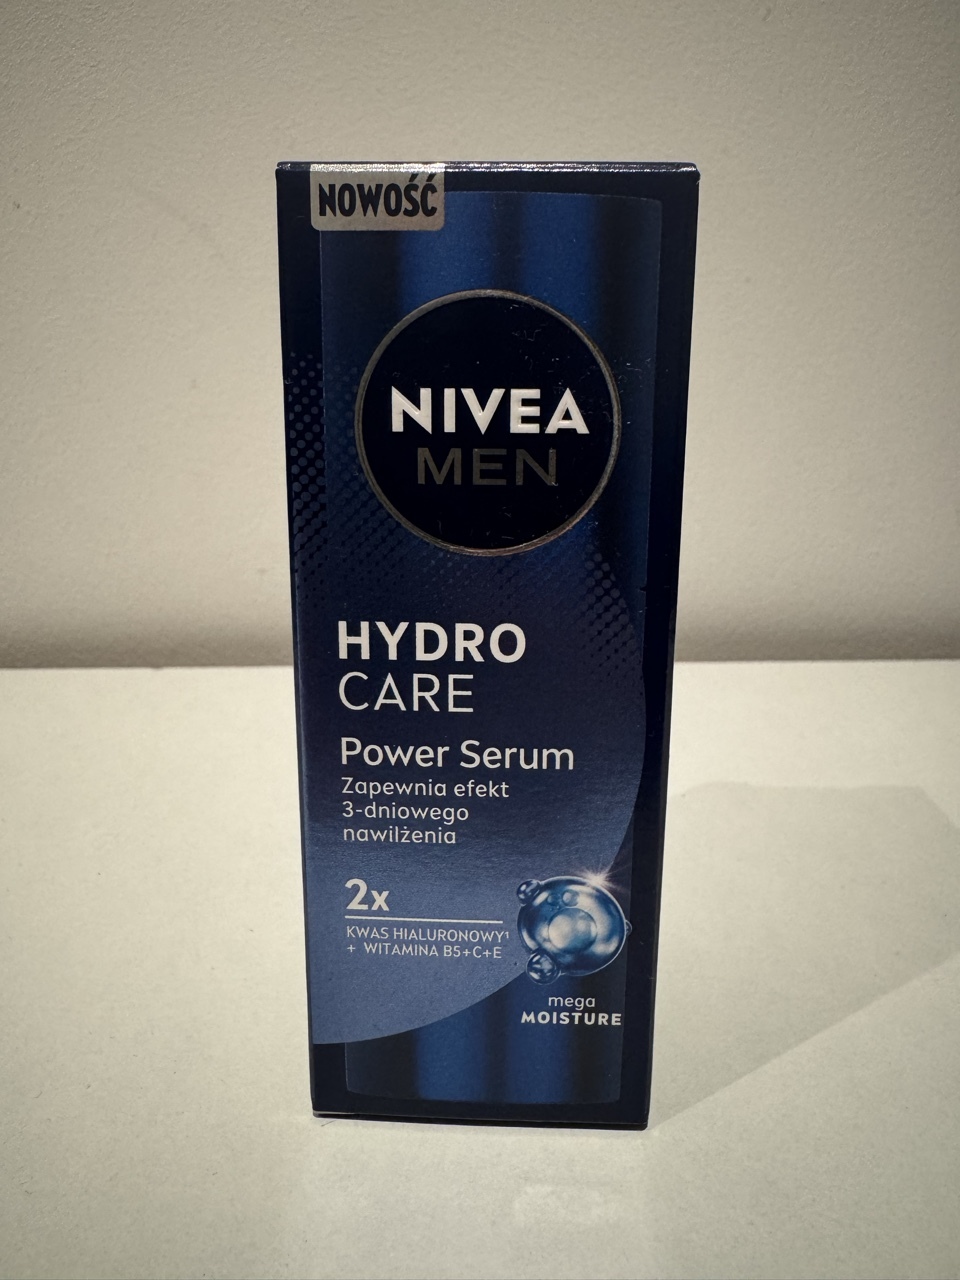 NOWOŚĆ
NIVEA
MEN
HYDRO
CARE
Power Serum
Zapewnia efekt
3-dniowego
nawilżenia
2x
KWAS HIALURONOWY¹
+ WITAMINA B5+C+E
mega
MOISTURE